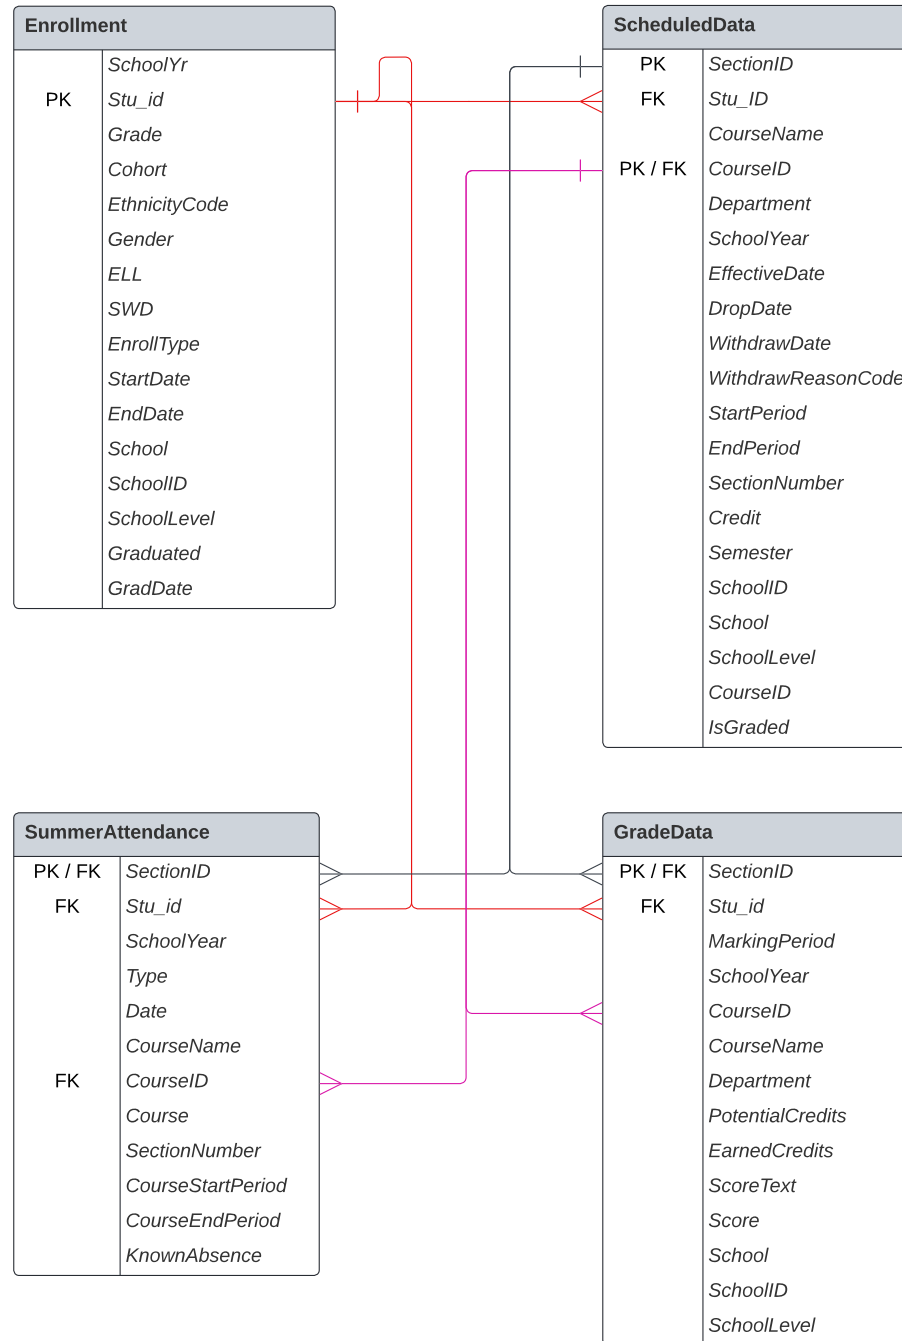 Enrollment
SchoolYr
PK Stu_id
Grade
Cohort
EthnicityCode
Gender
ELL
SWD
EnrollType
StartDate
EndDate
School
SchoolID
SchoolLevel
Graduated
GradDate
ScheduledData
PK SectionID
FK Stu_ID
CourseName
PK / FK CourseID
Department
SchoolYear
EffectiveDate
DropDate
WithdrawDate
WithdrawReasonCode
StartPeriod
EndPeriod
SectionNumber
Credit
Semester
SchoolID
School
SchoolLevel
CourseID
IsGraded
SummerAttendance
PK / FK SectionID
FK Stu_id
SchoolYear
Type
Date
CourseName
FK CourseID
Course
SectionNumber
CourseStartPeriod
CourseEndPeriod
KnownAbsence
GradeData
PK / FK SectionID
FK Stu_id
MarkingPeriod
SchoolYear
CourseID
CourseName
Department
PotentialCredits
EarnedCredits
ScoreText
Score
School
SchoolID
SchoolLevel